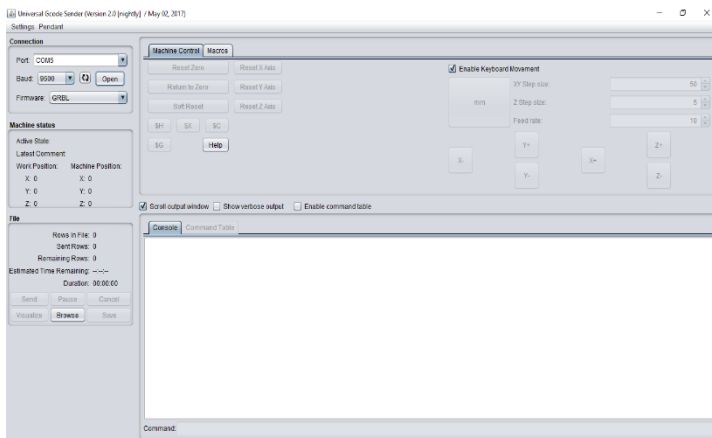 Universal Gcode Sender (Version 2.0 [nightly] / May 02, 2017)
Settings Pendant
Connection
Port: COM5
Baud: 9600 Open
Firmware: GRBL
Machine status
Active State:
Latest Comment:
Work Position: Machine Position:
X: 0 X: 0
Y: 0 Y: 0
Z: 0 Z: 0
File
Rows In File: 0
Sent Rows: 0
Remaining Rows: 0
Estimated Time Remaining: --:--:--
Duration: 00:00:00
Send Pause Cancel
Visualize Browse Save
Machine Control Macros
Reset Zero Reset X Axis
Return to Zero Reset Y Axis
Soft Reset Reset Z Axis
$H $X $C
$G Help
Enable Keyboard Movement
mm
XY Step size: 50
Z Step size: 5
Feed rate: 10
Y+ Z+
X- X+
Y- Z-
Scroll output window Show verbose output Enable command table
Console Command Table
Command: